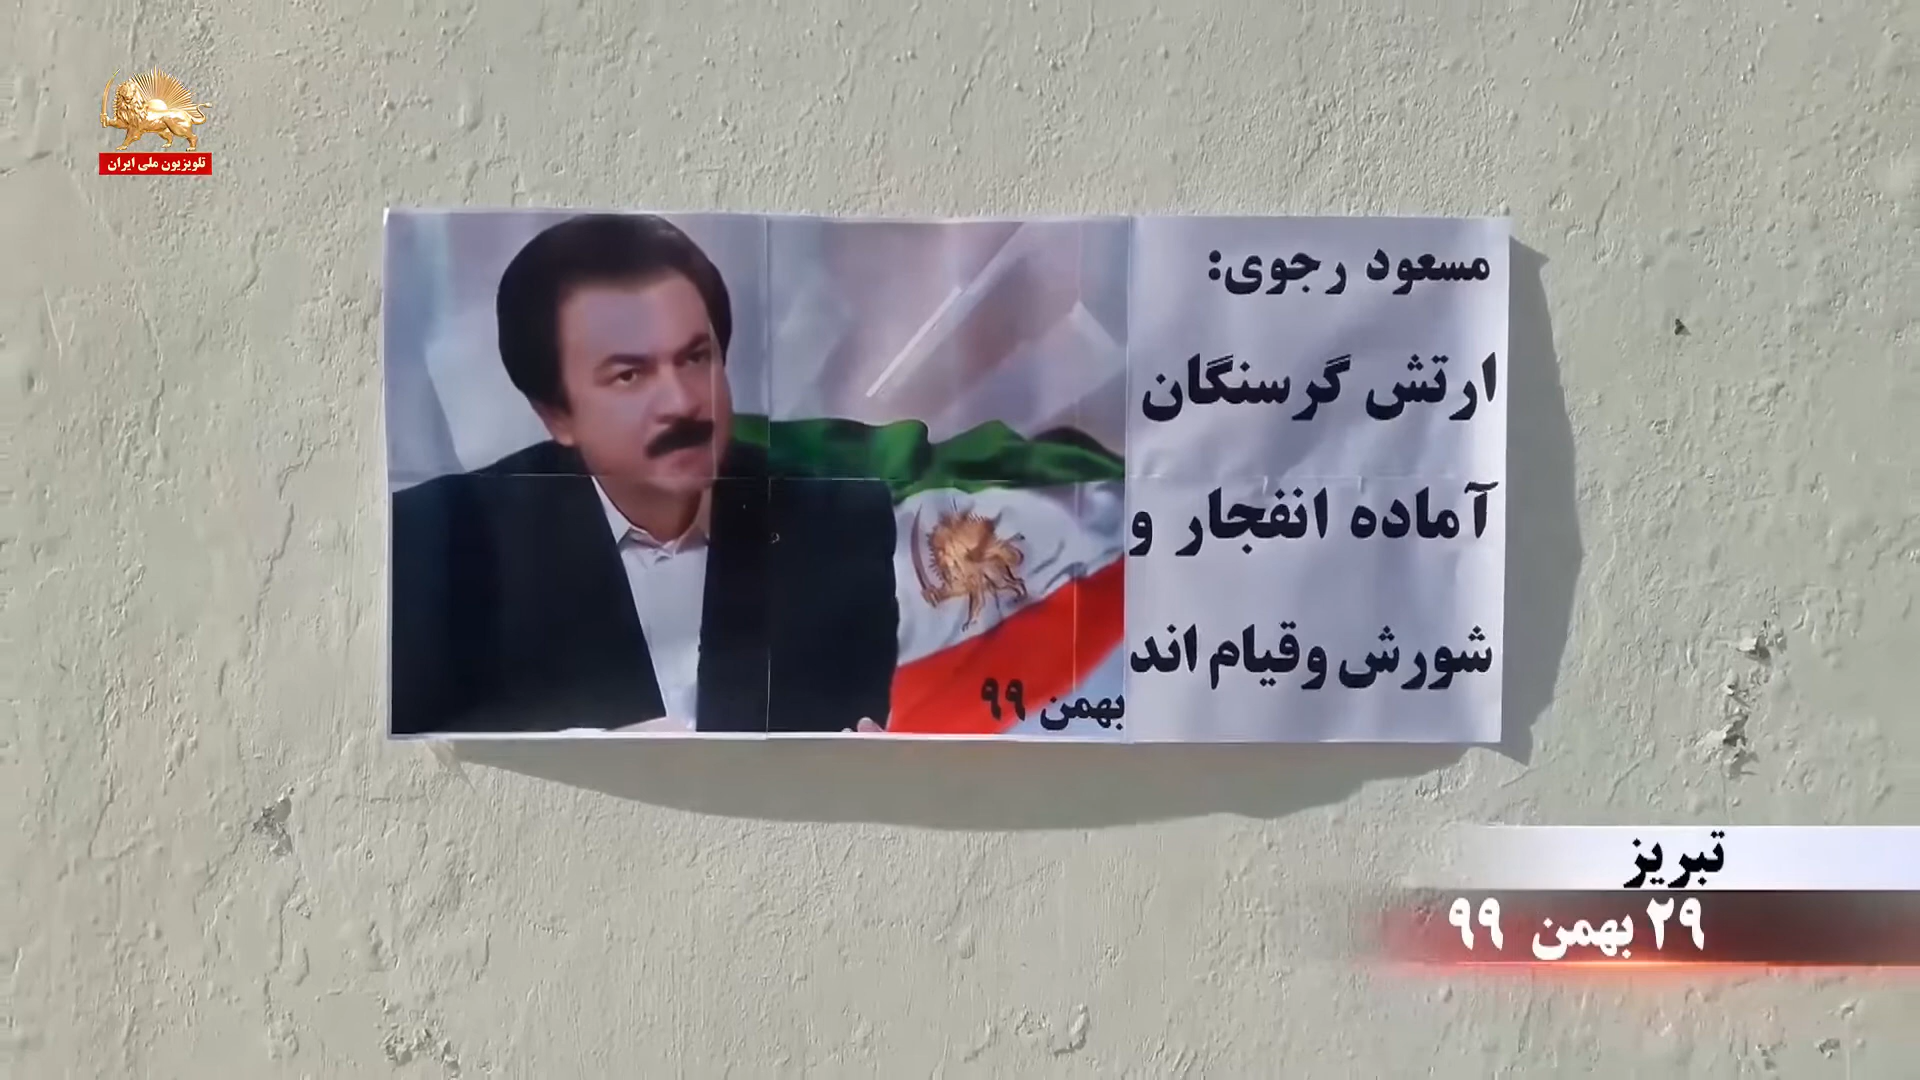 تلویزیون ملی ایران
مسعود رجوی:
ارتش گرسنگان
آماده انفجار و
شورش وقیام اند
بهمن ۹۹
تبریز
۲۹ بهمن ۹۹